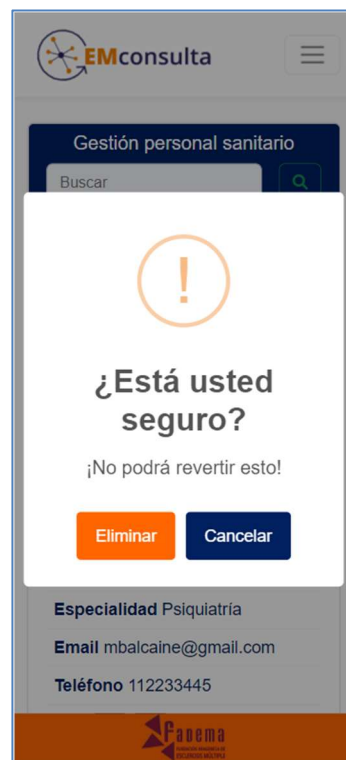 EMconsulta
Gestión personal sanitario
Buscar
!
¿Está usted
seguro?
¡No podrá revertir esto!
Eliminar
Cancelar
Especialidad Psiquiatría
Email mbalcaine@gmail.com
Teléfono 112233445
Fadema